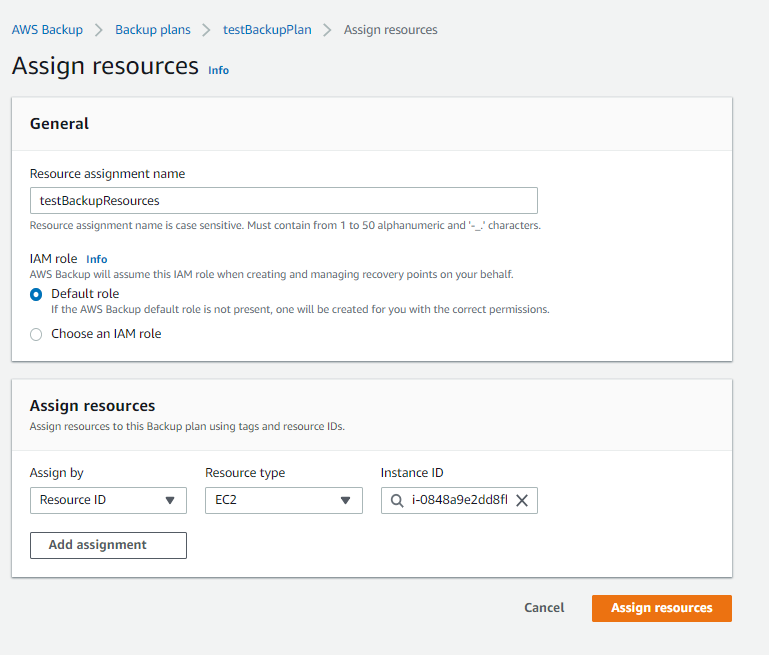 AWS Backup > Backup plans > testBackupPlan > Assign resources
Assign resources Info
General
Resource assignment name
testBackupResources
Resource assignment name is case sensitive. Must contain from 1 to 50 alphanumeric and '-_.' characters.
IAM role Info
AWS Backup will assume this IAM role when creating and managing recovery points on your behalf.
Default role
If the AWS Backup default role is not present, one will be created for you with the correct permissions.
Choose an IAM role
Assign resources
Assign resources to this Backup plan using tags and resource IDs.
Assign by Resource type Instance ID
Resource ID EC2 i-0848a9e2dd8fl
Add assignment
Cancel Assign resources